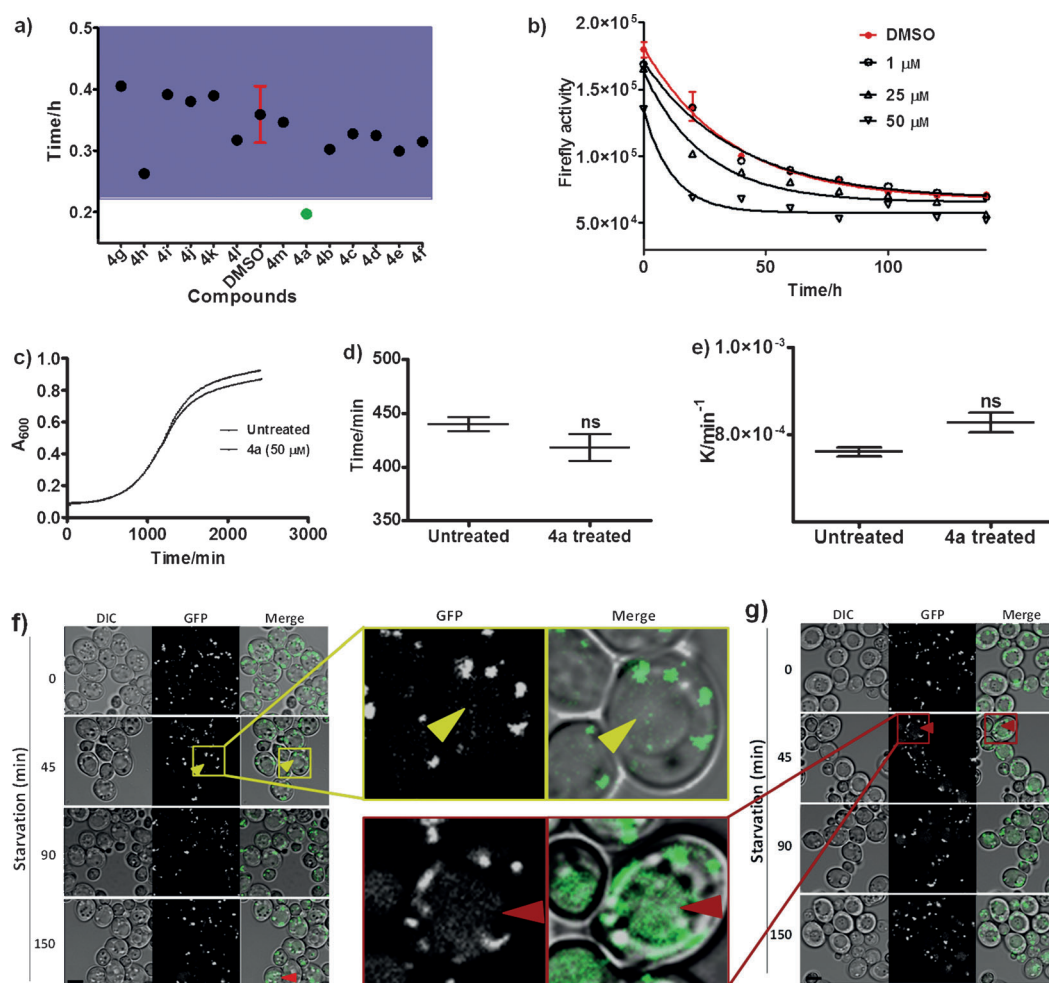 a)
0.5
0.4
0.3
0.2
Time/h
4g 4h 4i 4j 4k 4l DMSO 4m 4a 4b 4c 4d 4e 4f
Compounds
b)
2.0×10⁵
1.5×10⁵
1.0×10⁵
5.0×10⁴
Firefly activity
0 50 100
Time/h
DMSO
1 µM
25 µM
50 µM
c)
1.0
0.8
0.6
0.4
0.2
0.0
A₆₀₀
0 1000 2000 3000
Time/min
Untreated
4a (50 µM)
d)
500
450
400
350
Time/min
ns
Untreated 4a treated
e)
1.0×10⁻³
8.0×10⁻⁴
K/min⁻¹
ns
Untreated 4a treated
f)
DIC GFP Merge
Starvation (min)
0
45
90
150
GFP Merge
g)
DIC GFP Merge
Starvation (min)
0
45
90
150